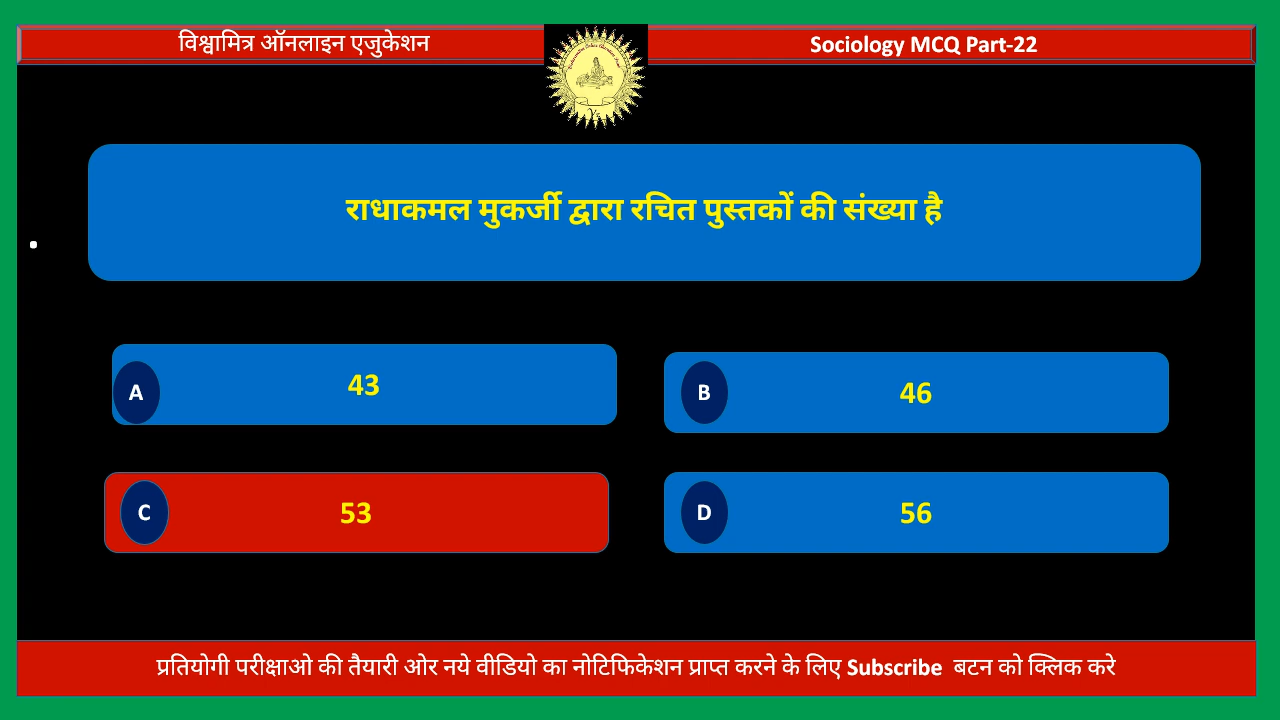 विश्वामित्र ऑनलाइन एजुकेशन
Sociology MCQ Part-22
राधाकमल मुकर्जी द्वारा रचित पुस्तकों की संख्या है
A 43
B 46
C 53
D 56
प्रतियोगी परीक्षाओ की तैयारी ओर नये वीडियो का नोटिफिकेशन प्राप्त करने के लिए Subscribe बटन को क्लिक करे